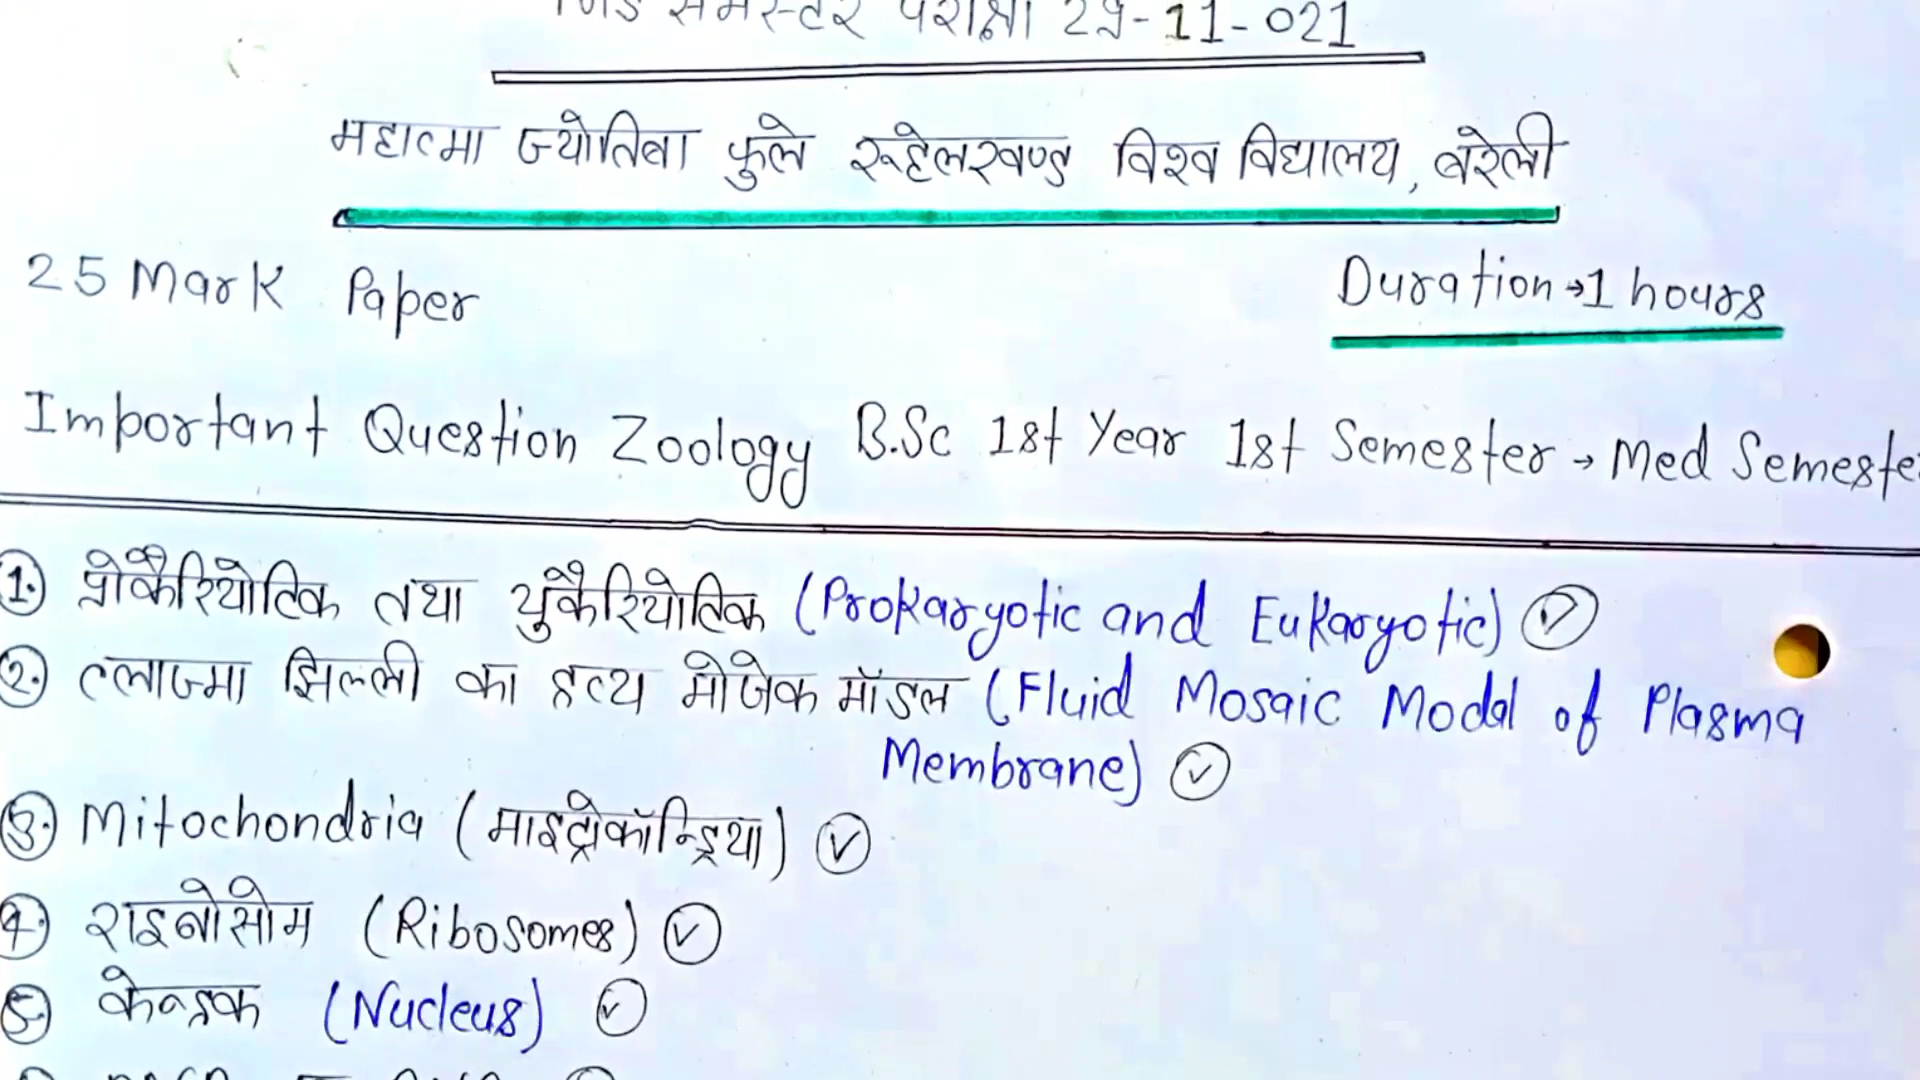 मिड समेस्टर परीक्षा 29-11-021
महात्मा ज्योतिबा फुले रूहेलखण्ड विश्व विद्यालय, बरेली
25 Mark Paper Duration→1 hours
Important Question Zoology B.Sc 1st Year 1st Semester → Med Semeste
1. प्रोकैरियोटिक तथा यूकैरियोटिक (Prokaryotic and Eukaryotic)
2. प्लाज्मा झिल्ली का द्रव्य मोजेक मॉडल (Fluid Mosaic Modal of Plasma
Membrane)
3. Mitochondria (माइट्रोकॉन्ड्रिया)
4. राइबोसोम (Ribosomes)
5. केन्द्रक (Nucleus)